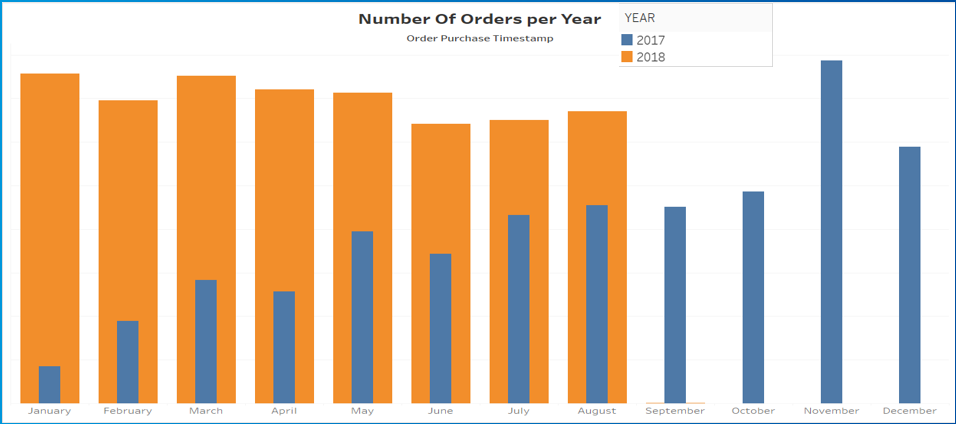 Number Of Orders per Year
Order Purchase Timestamp
YEAR
2017
2018
January February March April May June July August September October November December